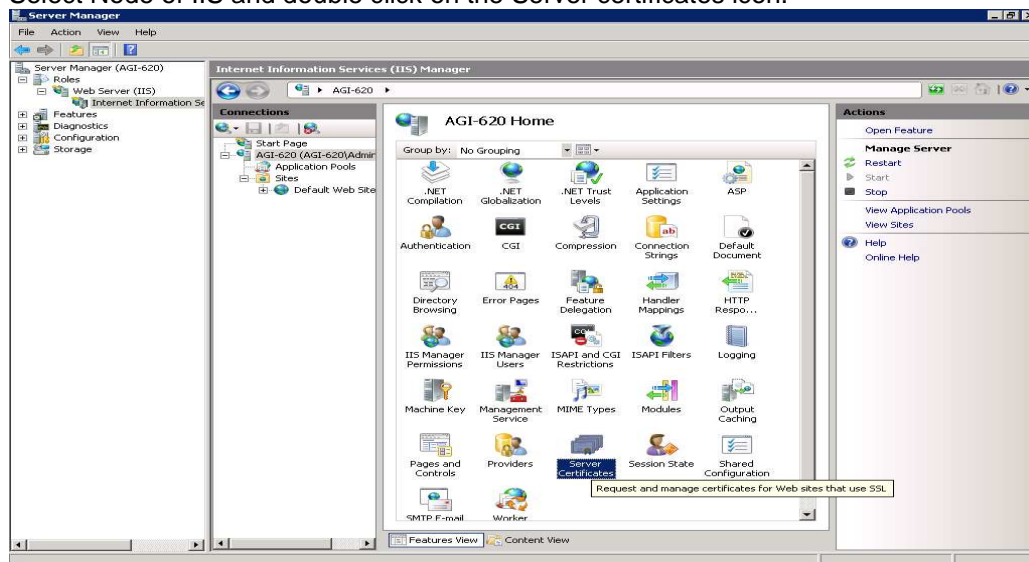 Select Node of IIS and double click on the Server certificates icon.
Server Manager
File Action View Help
Server Manager (AGI-620)
Roles
Web Server (IIS)
Internet Information Se
Features
Diagnostics
Configuration
Storage
Internet Information Services (IIS) Manager
AGI-620
Connections
Start Page
AGI-620 (AGI-620\Admir
Application Pools
Sites
Default Web Site
AGI-620 Home
Group by: No Grouping
.NET Compilation
.NET Globalization
.NET Trust Levels
Application Settings
ASP
Authentication
CGI
CGI
Compression
ab
Connection Strings
Default Document
Directory Browsing
404
Error Pages
Feature Delegation
Handler Mappings
HTTP Respo...
IIS Manager Permissions
IIS Manager Users
ISAPI and CGI Restrictions
ISAPI Filters
Logging
Machine Key
Management Service
MIME Types
Modules
Output Caching
Pages and Controls
Providers
Server Certificates
Session State
Shared Configuration
Request and manage certificates for Web sites that use SSL
SMTP E-mail
Worker
Features View
Content View
Actions
Open Feature
Manage Server
Restart
Start
Stop
View Application Pools
View Sites
Help
Online Help